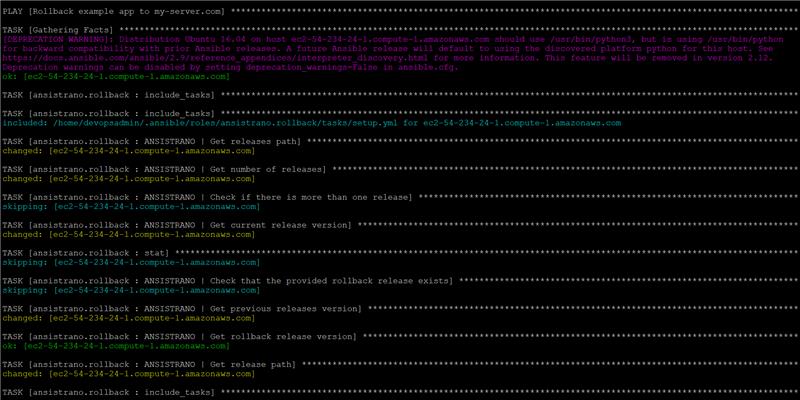 PLAY [Rollback example app to my-server.com] ******************************************************************************************************************
TASK [Gathering Facts] ****************************************************************************************************************************************
[DEPRECATION WARNING]: Distribution Ubuntu 16.04 on host ec2-54-234-24-1.compute-1.amazonaws.com should use /usr/bin/python3, but is using /usr/bin/python
for backward compatibility with prior Ansible releases. A future Ansible release will default to using the discovered platform python for this host. See
https://docs.ansible.com/ansible/2.9/reference_appendices/interpreter_discovery.html for more information. This feature will be removed in version 2.12.
Deprecation warnings can be disabled by setting deprecation_warnings=False in ansible.cfg.
ok: [ec2-54-234-24-1.compute-1.amazonaws.com]
TASK [ansistrano.rollback : include_tasks] ********************************************************************************************************************
TASK [ansistrano.rollback : include_tasks] ********************************************************************************************************************
included: /home/devopsadmin/.ansible/roles/ansistrano.rollback/tasks/setup.yml for ec2-54-234-24-1.compute-1.amazonaws.com
TASK [ansistrano.rollback : ANSISTRANO | Get releases path] ***************************************************************************************************
changed: [ec2-54-234-24-1.compute-1.amazonaws.com]
TASK [ansistrano.rollback : ANSISTRANO | Get number of releases] **********************************************************************************************
changed: [ec2-54-234-24-1.compute-1.amazonaws.com]
TASK [ansistrano.rollback : ANSISTRANO | Check if there is more than one release] *****************************************************************************
skipping: [ec2-54-234-24-1.compute-1.amazonaws.com]
TASK [ansistrano.rollback : ANSISTRANO | Get current release version] *****************************************************************************************
changed: [ec2-54-234-24-1.compute-1.amazonaws.com]
TASK [ansistrano.rollback : stat] *****************************************************************************************************************************
skipping: [ec2-54-234-24-1.compute-1.amazonaws.com]
TASK [ansistrano.rollback : ANSISTRANO | Check that the provided rollback release exists] *********************************************************************
skipping: [ec2-54-234-24-1.compute-1.amazonaws.com]
TASK [ansistrano.rollback : ANSISTRANO | Get previous releases version] ***************************************************************************************
changed: [ec2-54-234-24-1.compute-1.amazonaws.com]
TASK [ansistrano.rollback : ANSISTRANO | Get rollback release version] ****************************************************************************************
ok: [ec2-54-234-24-1.compute-1.amazonaws.com]
TASK [ansistrano.rollback : ANSISTRANO | Get release path] ****************************************************************************************************
changed: [ec2-54-234-24-1.compute-1.amazonaws.com]
TASK [ansistrano.rollback : include_tasks] ********************************************************************************************************************